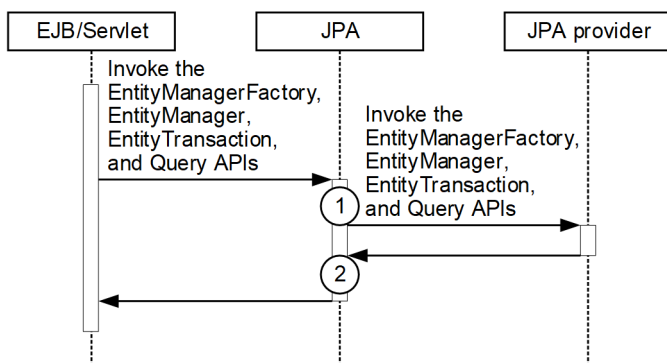 EJB/Servlet
JPA
JPA provider
Invoke the
EntityManagerFactory,
EntityManager,
EntityTransaction,
and Query APIs
Invoke the
EntityManagerFactory,
EntityManager,
EntityTransaction,
and Query APIs
1
2